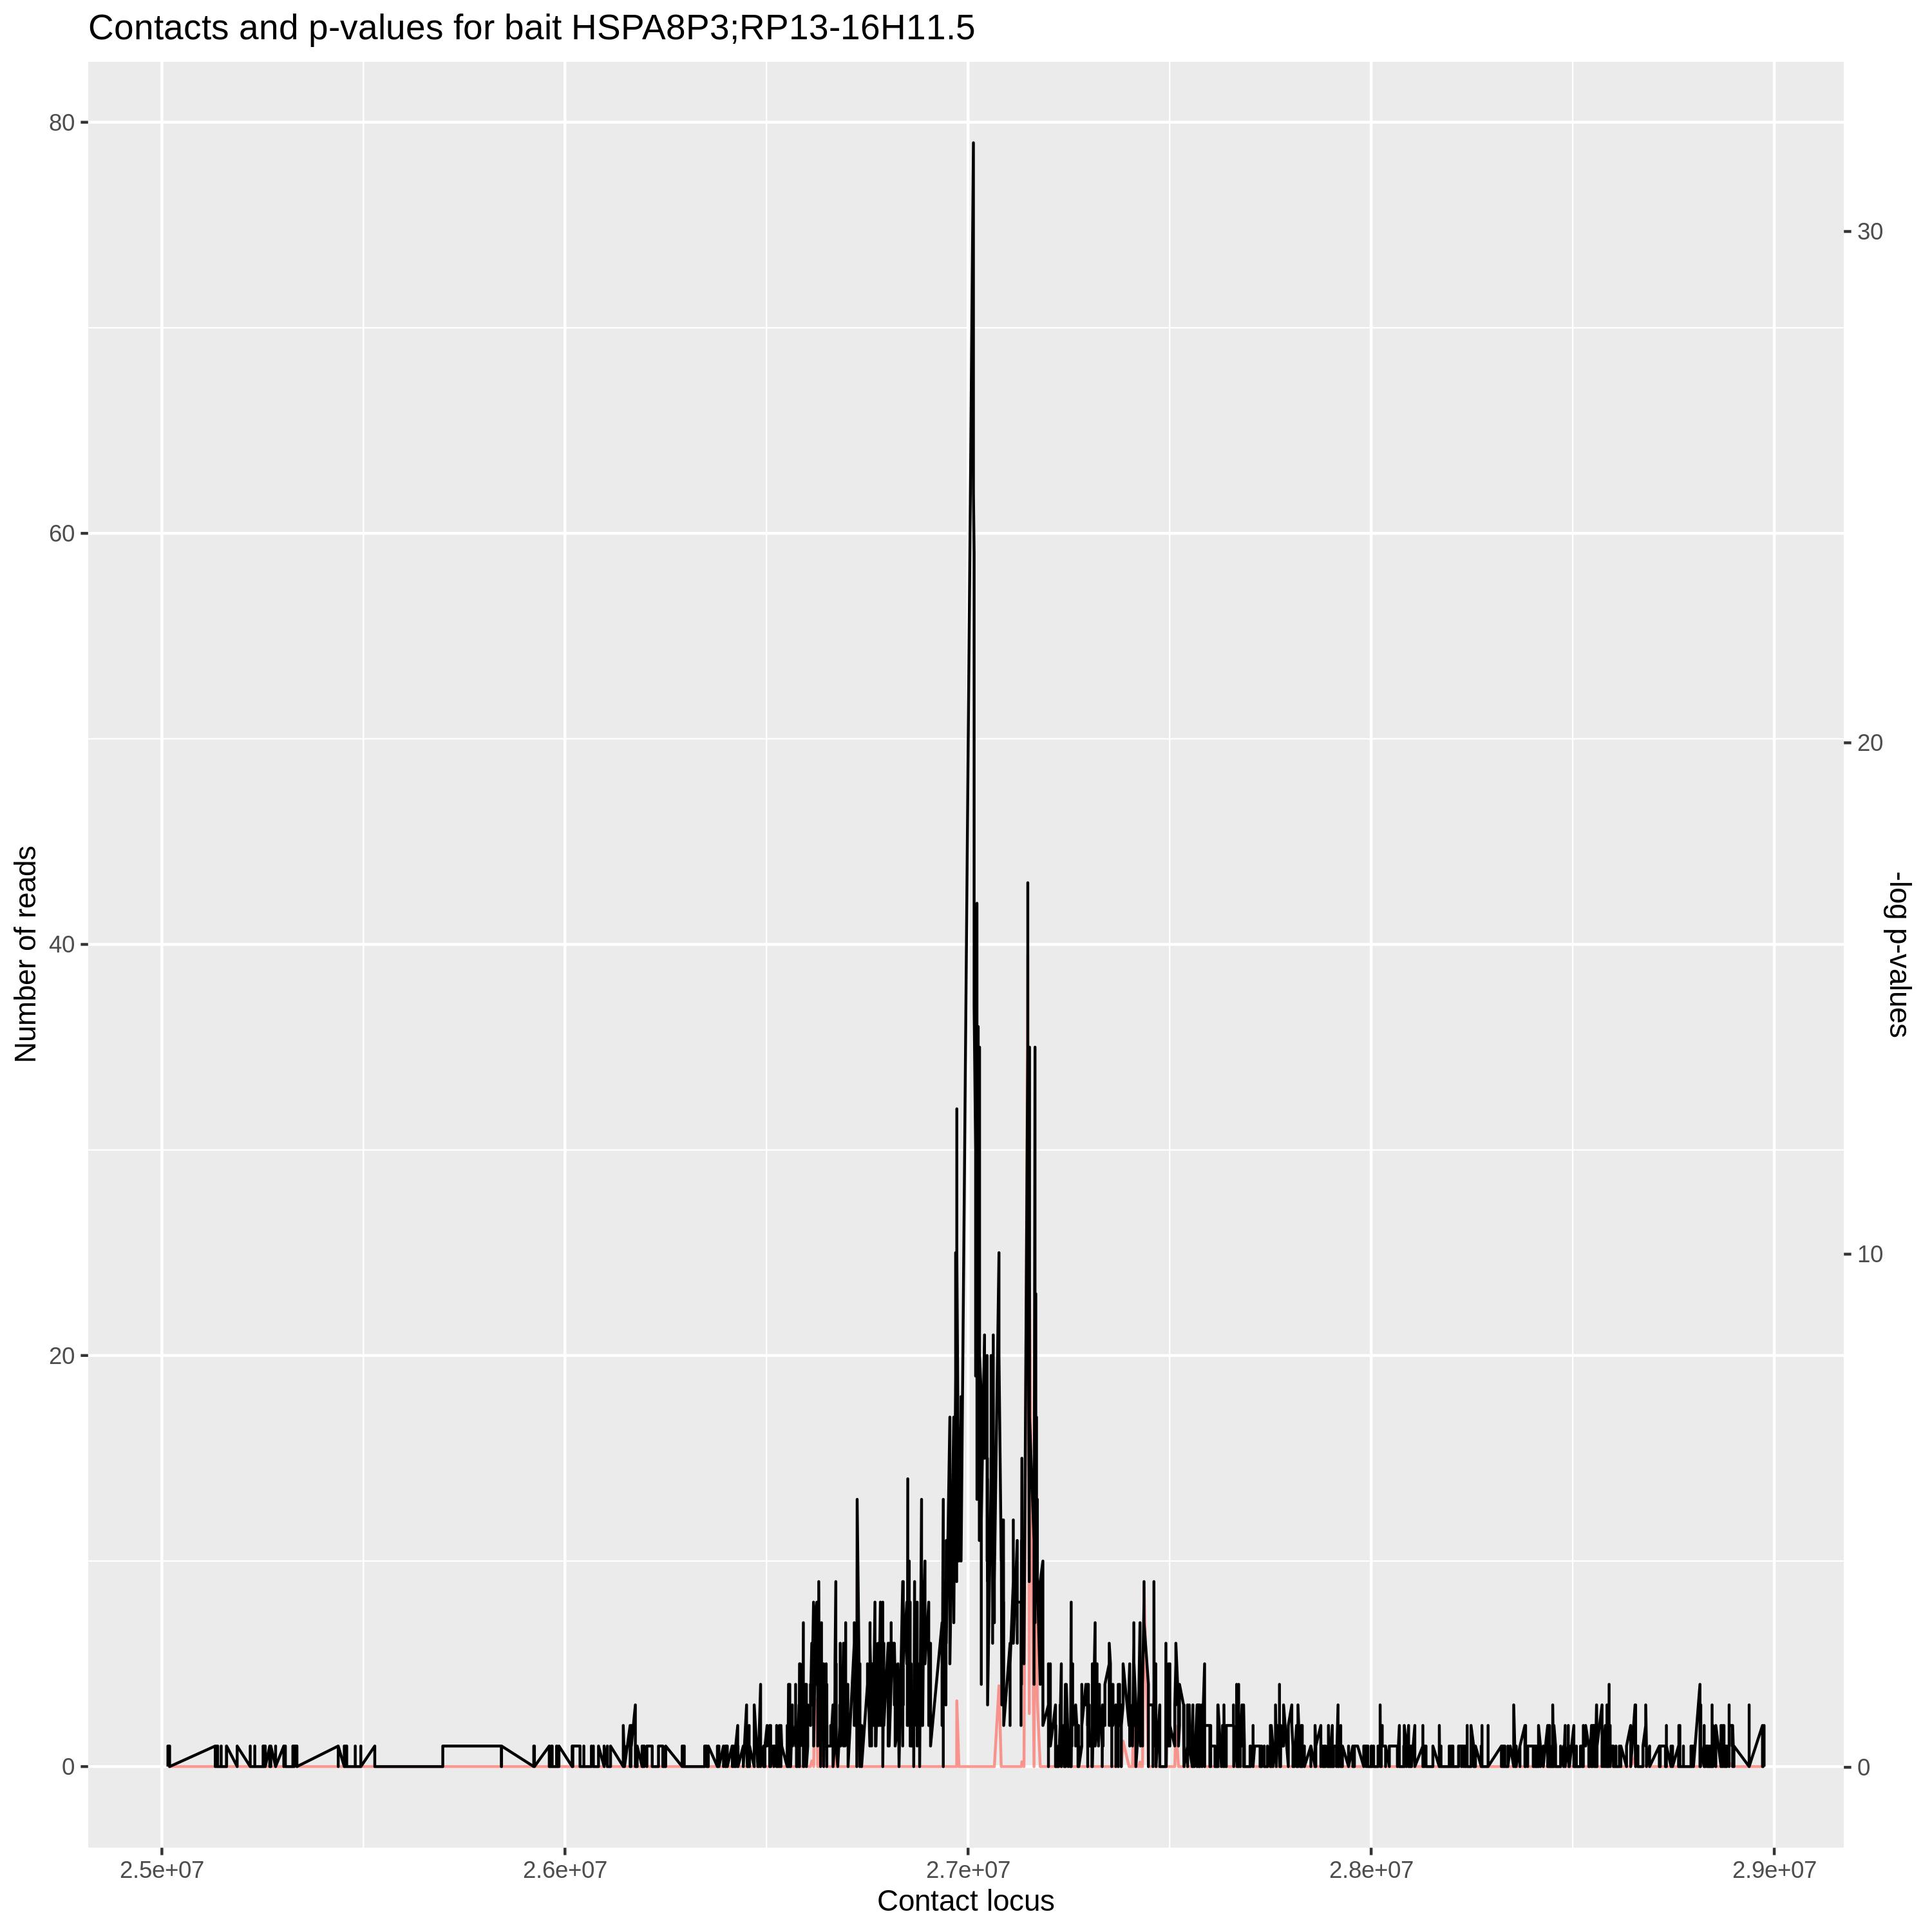 Contacts and p-values for bait HSPA8P3;RP13-16H11.5
80
60
40
20
0
Number of reads
30
20
10
0
-log p-values
2.5e+07
2.6e+07
2.7e+07
2.8e+07
2.9e+07
Contact locus